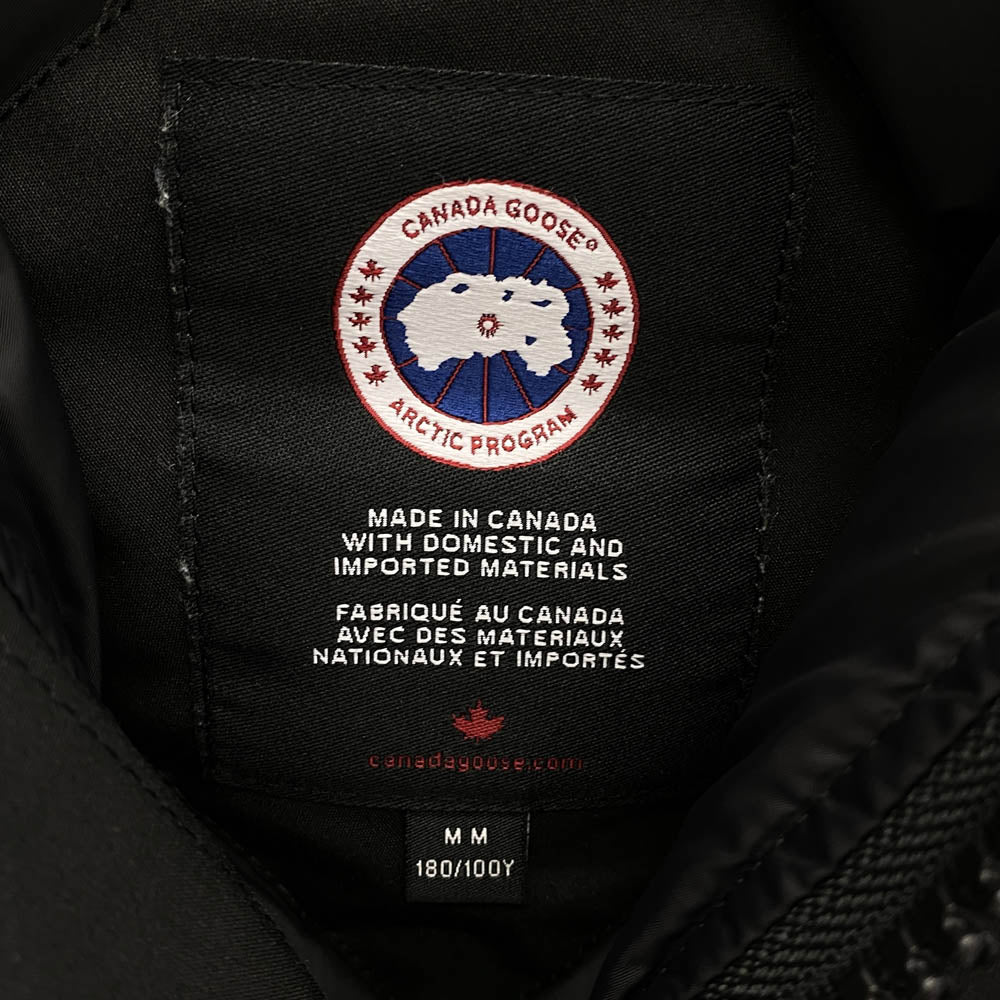 CANADA GOOSE®
ARCTIC PROGRAM
MADE IN CANADA
WITH DOMESTIC AND
IMPORTED MATERIALS
FABRIQUÉ AU CANADA
AVEC DES MATERIAUX
NATIONAUX ET IMPORTÉS
canadagoose.com
M M
180/100Y